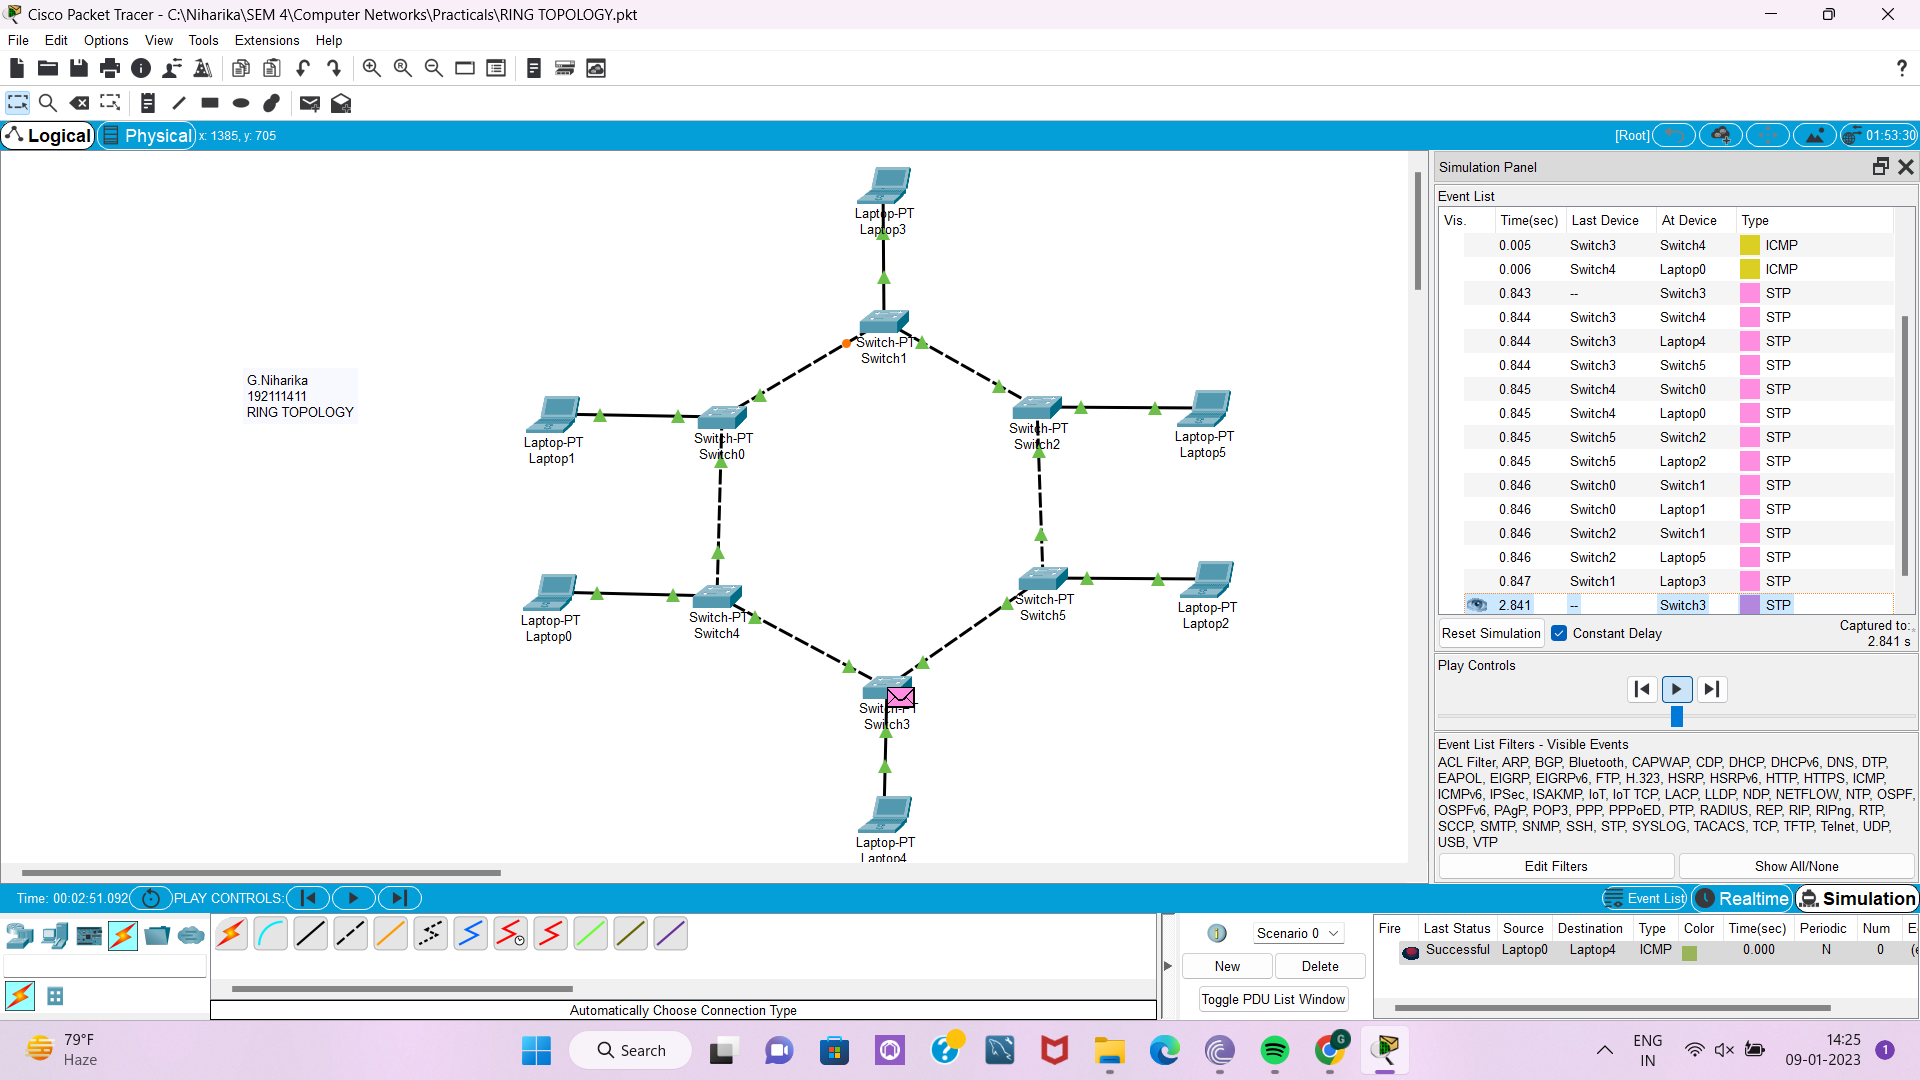 Cisco Packet Tracer - C:\Niharika\SEM 4\Computer Networks\Practicals\RING TOPOLOGY.pkt
File Edit Options View Tools Extensions Help
?
Logical Physical x: 1385, y: 705 [Root] 01:53:30
Laptop-PT
Laptop3
Switch-PT
Switch1
G.Niharika
192111411
RING TOPOLOGY
Laptop-PT
Laptop1
Switch-PT
Switch0
Switch-PT
Switch2
Laptop-PT
Laptop5
Laptop-PT
Laptop0
Switch-PT
Switch4
Switch-PT
Switch5
Laptop-PT
Laptop2
Switch-PT
Switch3
Laptop-PT
Laptop4
Simulation Panel
Event List
Vis. Time(sec) Last Device At Device Type
0.005 Switch3 Switch4 ICMP
0.006 Switch4 Laptop0 ICMP
0.843 -- Switch3 STP
0.844 Switch3 Switch4 STP
0.844 Switch3 Laptop4 STP
0.844 Switch3 Switch5 STP
0.845 Switch4 Switch0 STP
0.845 Switch4 Laptop0 STP
0.845 Switch5 Switch2 STP
0.845 Switch5 Laptop2 STP
0.846 Switch0 Switch1 STP
0.846 Switch0 Laptop1 STP
0.846 Switch2 Switch1 STP
0.846 Switch2 Laptop5 STP
0.847 Switch1 Laptop3 STP
2.841 -- Switch3 STP
Reset Simulation Constant Delay Captured to:
2.841 s
Play Controls
Event List Filters - Visible Events
ACL Filter, ARP, BGP, Bluetooth, CAPWAP, CDP, DHCP, DHCPv6, DNS, DTP,
EAPOL, EIGRP, EIGRPv6, FTP, H.323, HSRP, HSRPv6, HTTP, HTTPS, ICMP,
ICMPv6, IPSec, ISAKMP, IoT, IoT TCP, LACP, LLDP, NDP, NETFLOW, NTP, OSPF,
OSPFv6, PAgP, POP3, PPP, PPPoED, PTP, RADIUS, REP, RIP, RIPng, RTP,
SCCP, SMTP, SNMP, SSH, STP, SYSLOG, TACACS, TCP, TFTP, Telnet, UDP,
USB, VTP
Edit Filters Show All/None
Time: 00:02:51.092 PLAY CONTROLS: Event List Realtime Simulation
Scenario 0
New Delete
Toggle PDU List Window
Fire Last Status Source Destination Type Color Time(sec) Periodic Num E
Successful Laptop0 Laptop4 ICMP 0.000 N 0 (e
Automatically Choose Connection Type
79°F
Haze
Search
G
ENG
IN
14:25
09-01-2023
1